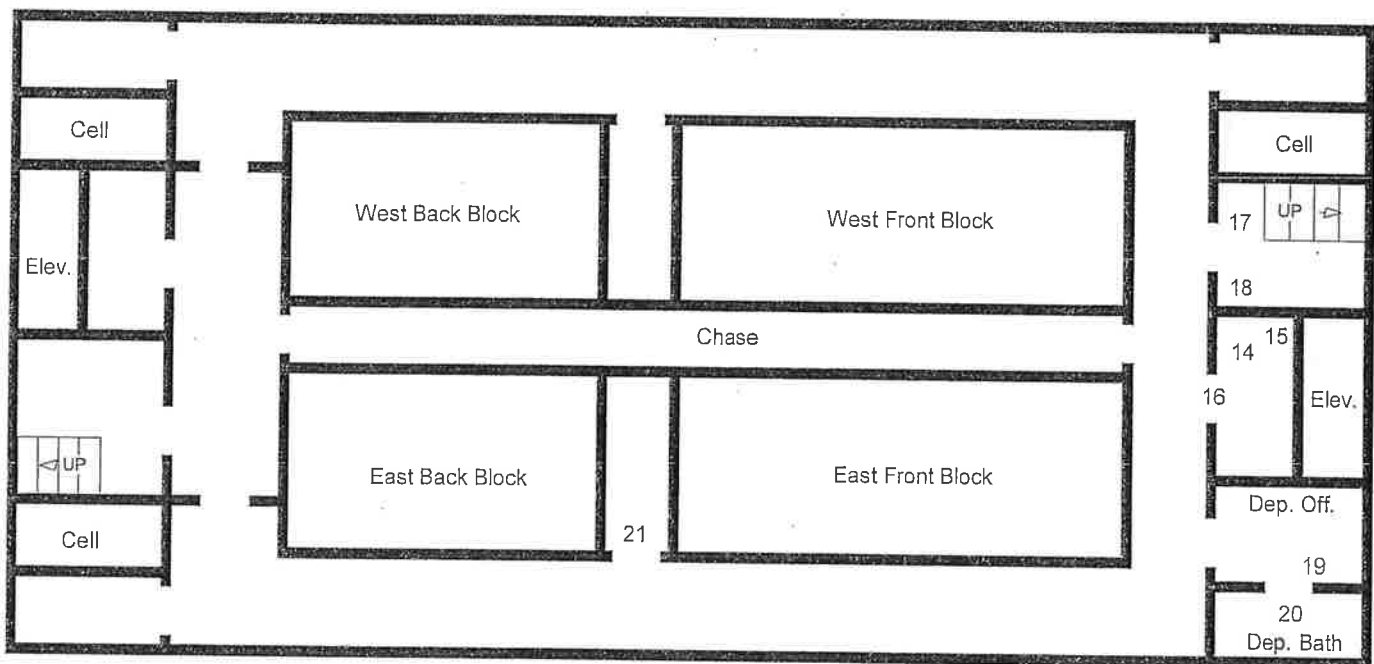 Cell
Cell
West Back Block
West Front Block
17
UP
Elev.
18
Chase
15
14
16
Elev.
UP
East Back Block
East Front Block
Dep. Off.
21
Cell
19
20
Dep. Bath